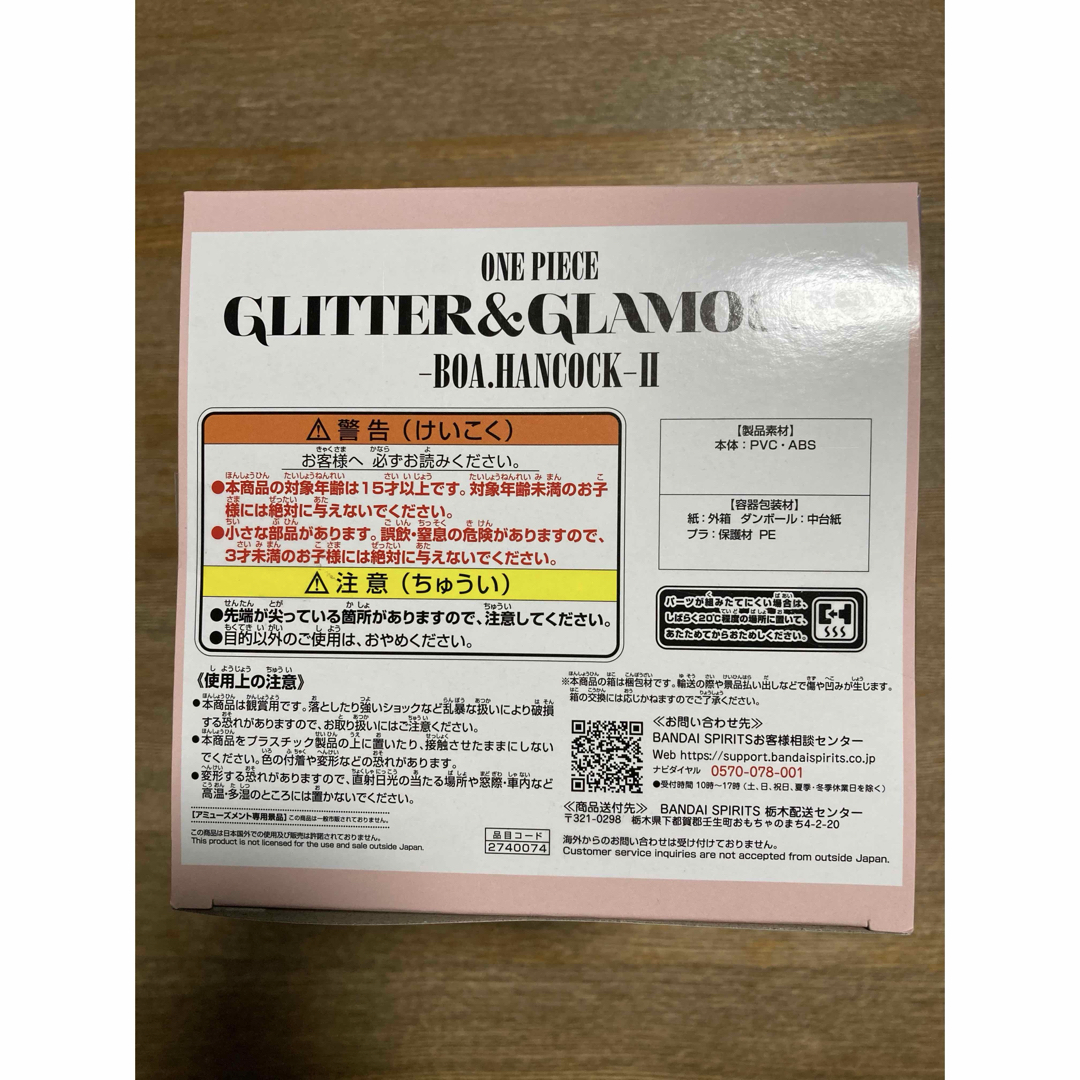 ONE PIECE
GLITTER&GLAMO
-BOA.HANCOCK-II
⚠警告(けいこく)
お客様へ 必ずお読みください。
●本商品の対象年齢は15才以上です。対象年齢未満のお子
様には絶対に与えないでください。
●小さな部品があります。誤飲・窒息の危険がありますので、
3才未満のお子様には絶対に与えないでください。
⚠注意(ちゅうい)
●先端が尖っている箇所がありますので、注意してください。
●目的以外のご使用は、おやめください。
【製品素材】
本体:PVC・ABS
【容器包装材】
紙:外箱 ダンボール:中台紙
プラ:保護材 PE
パーツが組みたてにくい場合は、
しばらく20℃程度の場所に置いて、
あたためてからおためしください。
《使用上の注意》
●本商品は観賞用です。落としたり強いショックなど乱暴な扱いにより破損
する恐れがありますので、お取り扱いにはご注意ください。
●本商品をプラスチック製品の上に置いたり、接触させたままにしない
でください。色の付着や変形などの恐れがあります。
●変形する恐れがありますので、直射日光の当たる場所や窓際・車内など
高温・多湿のところには置かないでください。
[アミューズメント専用景品] この商品は一般市販されておりません。
この商品は日本国外での使用及び販売は許諾されておりません。
This product is not licensed for the use and sale outside Japan.
品目コード
2740074
※本商品の箱は梱包材です。輸送の際や景品払い出しなどで傷や凹みが生じます。
箱の交換には応じかねますのでご了承ください。
≪お問い合わせ先≫
BANDAI SPIRITSお客様相談センター
Web https://support.bandaispirits.co.jp
ナビダイヤル 0570-078-001
●受付時間 10時〜17時(土、日、祝日、夏季・冬季休業日を除く)
≪商品送付先≫ BANDAI SPIRITS 栃木配送センター
〒321-0298 栃木県下都賀郡壬生町おもちゃのまち4-2-20
海外からのお問い合わせは受け付けておりません。
Customer service inquiries are not accepted from outside Japan.